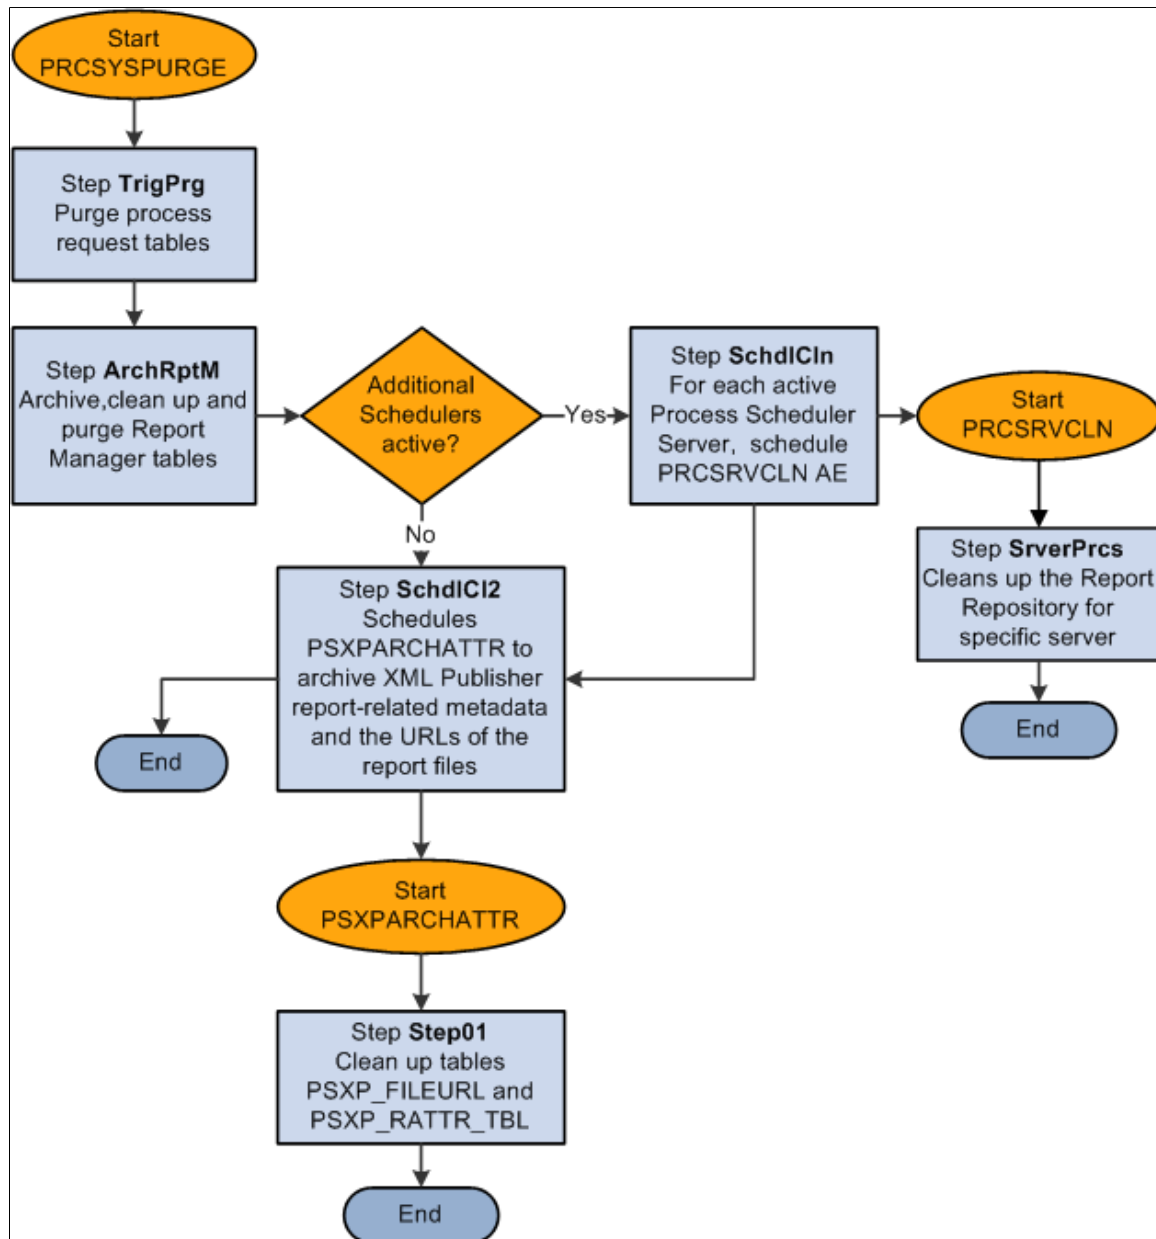 Start
PRCSYSPURGE
Step TrigPrg
Purge process
request tables
Step ArchRptM
Archive,clean up and
purge Report
Manager tables
Additional
Schedulers
active?
Yes
Step SchdlCln
For each active
Process Scheduler
Server, schedule
PRCSRVCLN AE
Start
PRCSRVCLN
No
Step SrverPrcs
Cleans up the Report
Repository for
specific server
Step SchdlCl2
Schedules
PSXPARCHATTR to
archive XML Publisher
report-related metadata
and the URLs of the
report files
End
End
Start
PSXPARCHATTR
Step Step01
Clean up tables
PSXP_FILEURL and
PSXP_RATTR_TBL
End